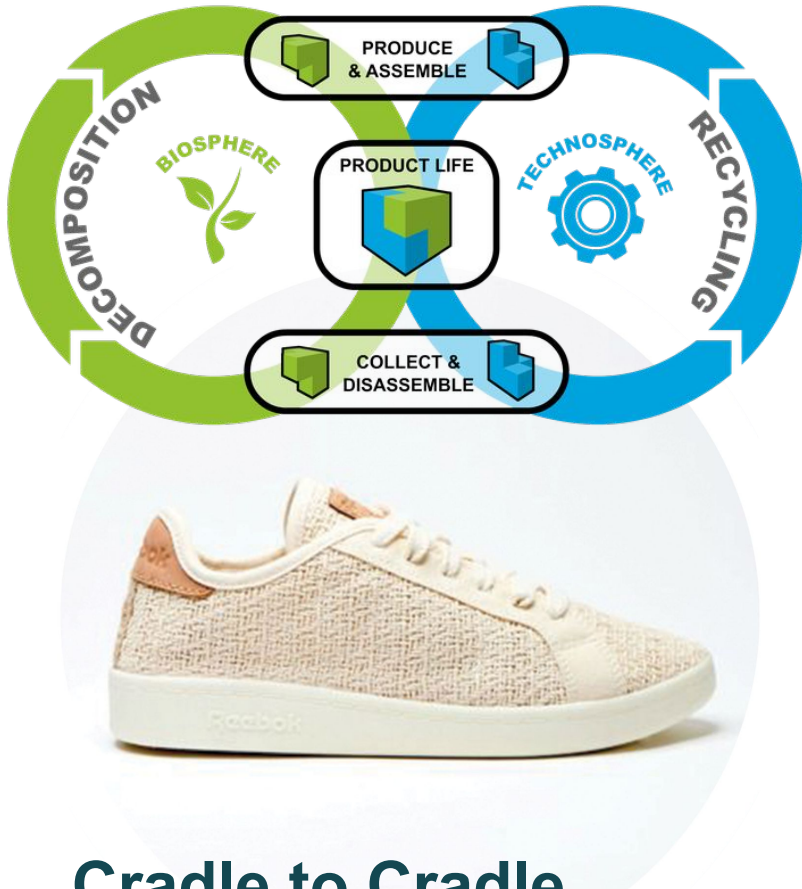 PRODUCE
& ASSEMBLE
DECOMPOSITION
BIOSPHERE
PRODUCT LIFE
TECHNOSPHERE
RECYCLING
COLLECT &
DISASSEMBLE
Reebok
Cradle to Cradle